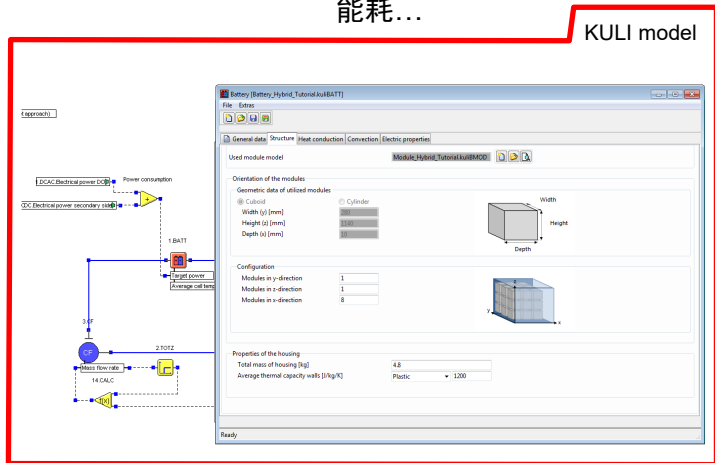 能耗...
KULI model
t approach)
Battery [Battery_Hybrid_Tutorial.kuliBATT]
File Extras
General data Structure Heat conduction Convection Electric properties
Used module model Module_Hybrid_Tutorial.kuliBMOD
Orientation of the modules
Geometric data of utilized modules
Cuboid Cylinder
Width (y) [mm]
Height (z) [mm] 1140
Depth (x) [mm] 18
Width
Height
Depth
Configuration
Modules in y-direction 1
Modules in z-direction 1
Modules in x-direction 8
y
x
Properties of the housing
Total mass of housing [kg] 4.8
Average thermal capacity walls [J/kg/K] Plastic 1200
Ready
1.DCAC.Electrical power DC
Power consumption
CDC.Electrical power secondary side
+
1.BATT
Target power
Average cell temp
3.CF
CF
2.TOTZ
Mass flow rate
14.CALC
f(x)